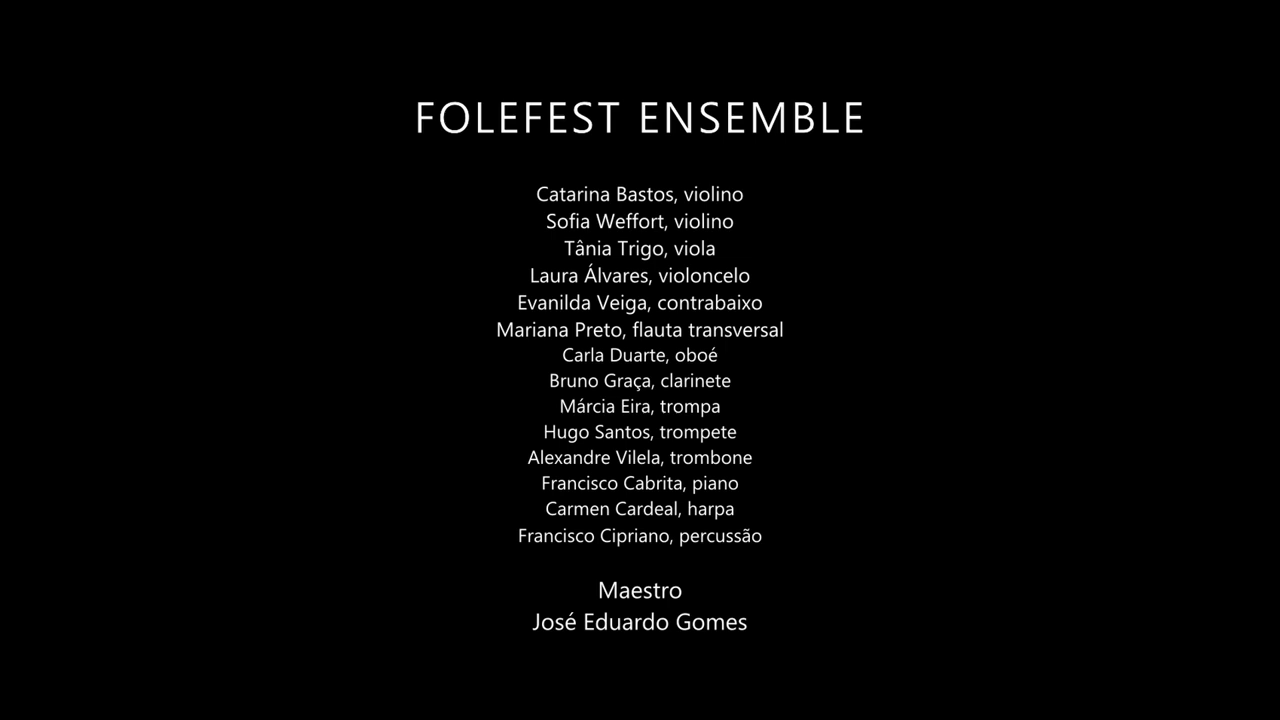 FOLEFEST ENSEMBLE
Catarina Bastos, violino
Sofia Weffort, violino
Tânia Trigo, viola
Laura Álvares, violoncelo
Evanilda Veiga, contrabaixo
Mariana Preto, flauta transversal
Carla Duarte, oboé
Bruno Graça, clarinete
Márcia Eira, trompa
Hugo Santos, trompete
Alexandre Vilela, trombone
Francisco Cabrita, piano
Carmen Cardeal, harpa
Francisco Cipriano, percussão
Maestro
José Eduardo Gomes